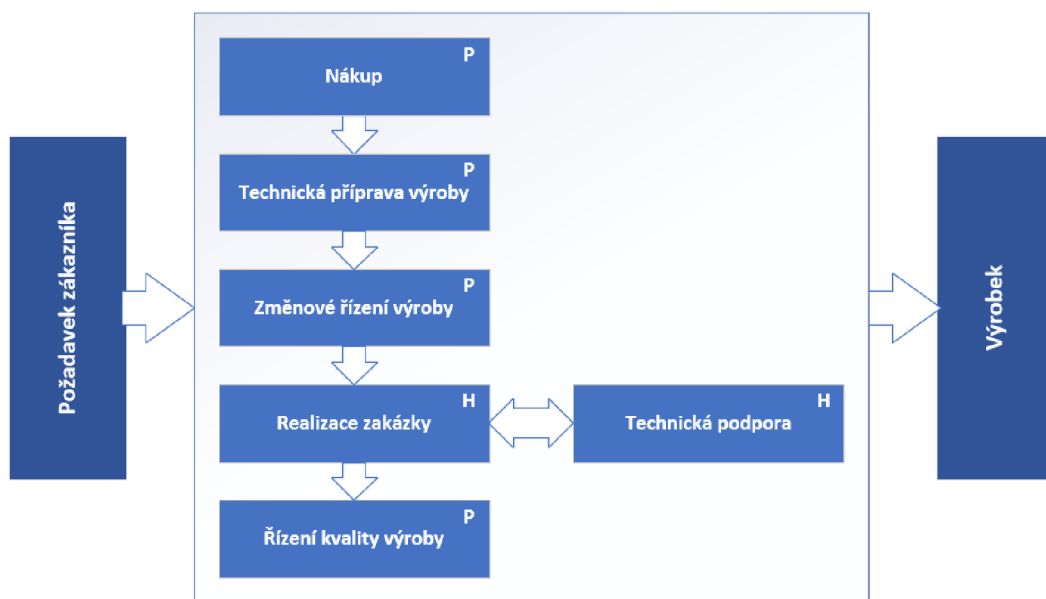 Požadavek zákazníka
P
Nákup
P
Technická příprava výroby
P
Změnové řízení výroby
H
Realizace zakázky
H
Technická podpora
P
Řízení kvality výroby
Výrobek